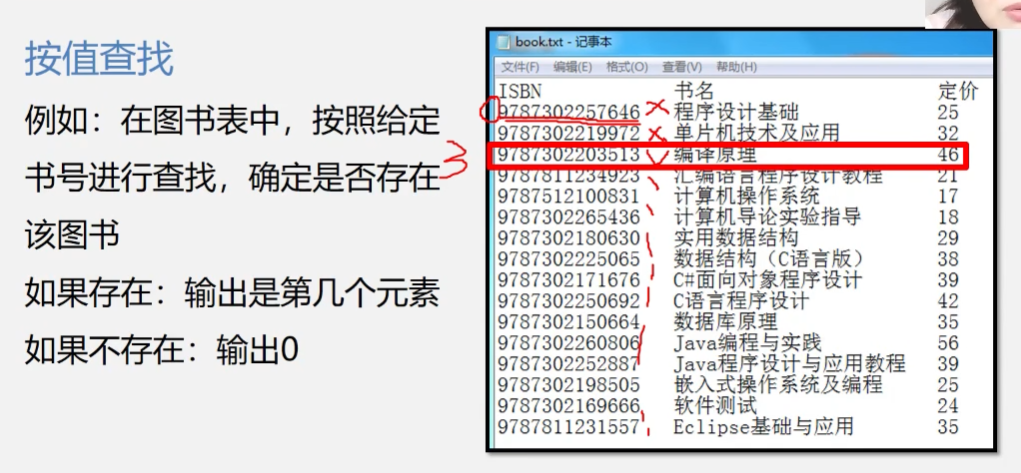 按值查找
例如：在图书表中，按照给定
书号进行查找，确定是否存在
该图书
如果存在：输出是第几个元素
如果不存在：输出0
3
book.txt - 记事本
文件(F) 编辑(E) 格式(O) 查看(V) 帮助(H)
ISBN 书名 定价
9787302257646 程序设计基础 25
9787302219972 单片机技术及应用 32
9787302203513 编译原理 46
9787811234923 汇编语言程序设计教程 21
9787512100831 计算机操作系统 17
9787302265436 计算机导论实验指导 18
9787302180630 实用数据结构 29
9787302225065 数据结构（C语言版） 38
9787302171676 C#面向对象程序设计 39
9787302250692 C语言程序设计 42
9787302150664 数据库原理 35
9787302260806 Java编程与实践 56
9787302252887 Java程序设计与应用教程 39
9787302198505 嵌入式操作系统及编程 25
9787302169666 软件测试 24
9787811231557 Eclipse基础与应用 35